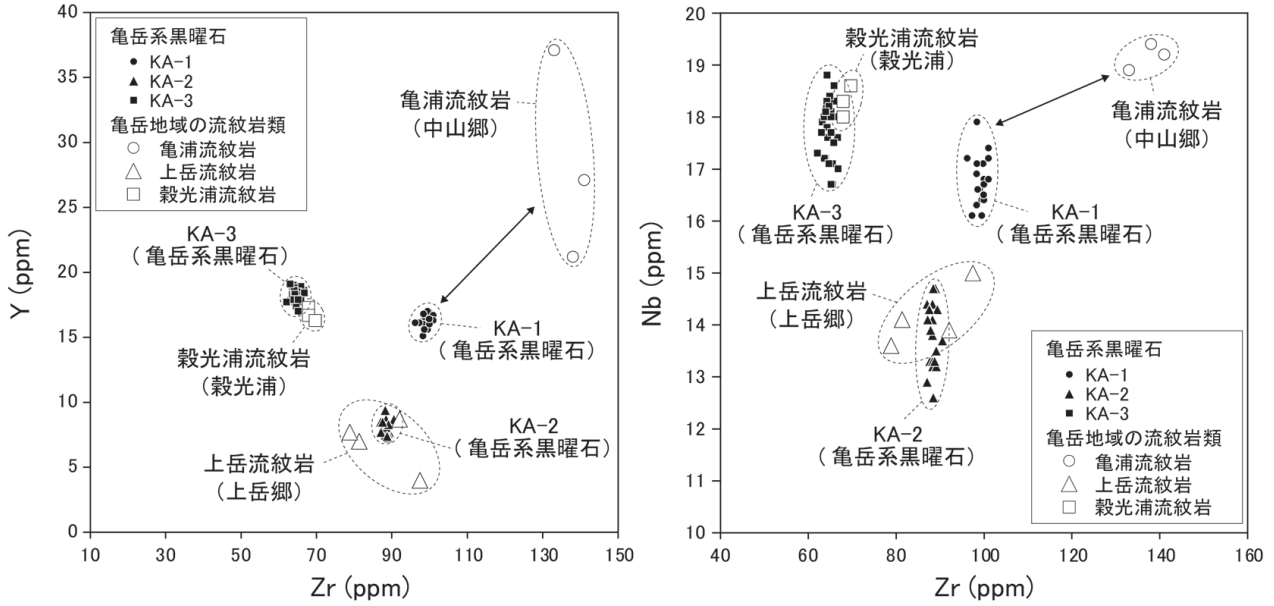 40
35
30
25
20
15
10
5
0
Y (ppm)
10
30
50
70
90
110
130
150
Zr (ppm)
亀岳系黒曜石
KA-1
KA-2
KA-3
亀岳地域の流紋岩類
亀浦流紋岩
上岳流紋岩
穀光浦流紋岩
亀浦流紋岩
(中山郷)
KA-3
(亀岳系黒曜石)
穀光浦流紋岩
(穀光浦)
KA-1
(亀岳系黒曜石)
KA-2
(亀岳系黒曜石)
上岳流紋岩
(上岳郷)
20
19
18
17
16
15
14
13
12
11
10
Nb (ppm)
40
60
80
100
120
140
160
Zr (ppm)
穀光浦流紋岩
(穀光浦)
亀浦流紋岩
(中山郷)
KA-3
(亀岳系黒曜石)
KA-1
(亀岳系黒曜石)
上岳流紋岩
(上岳郷)
KA-2
(亀岳系黒曜石)
亀岳系黒曜石
KA-1
KA-2
KA-3
亀岳地域の流紋岩類
亀浦流紋岩
上岳流紋岩
穀光浦流紋岩